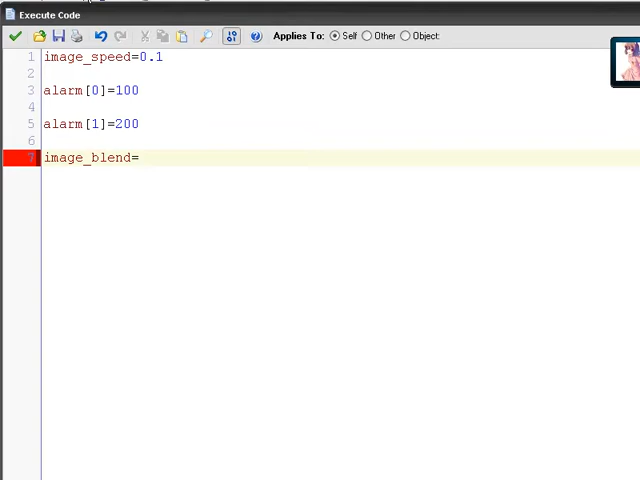 Execute Code
Applies To: Self Other Object:
1 image_speed=0.1
2
3 alarm[0]=100
4
5 alarm[1]=200
6
7 image_blend=